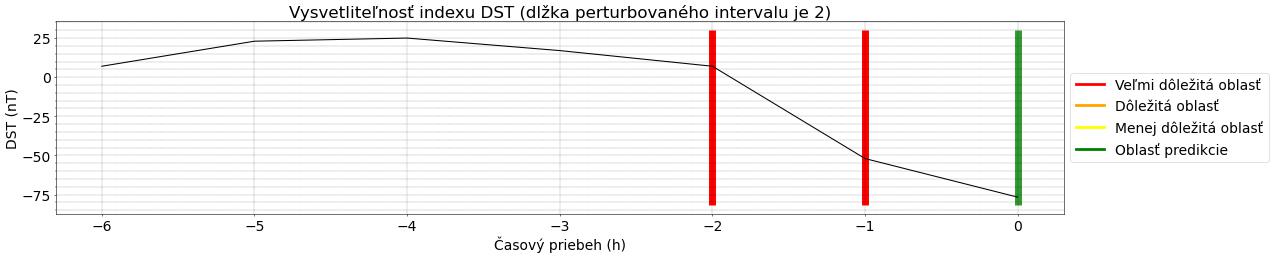 Vysvetliteľnosť indexu DST (dlžka perturbovaného intervalu je 2)
25
0
−25
−50
−75
DST (nT)
−6 −5 −4 −3 −2 −1 0
Časový priebeh (h)
Veľmi dôležitá oblasť
Dôležitá oblasť
Menej dôležitá oblasť
Oblasť predikcie